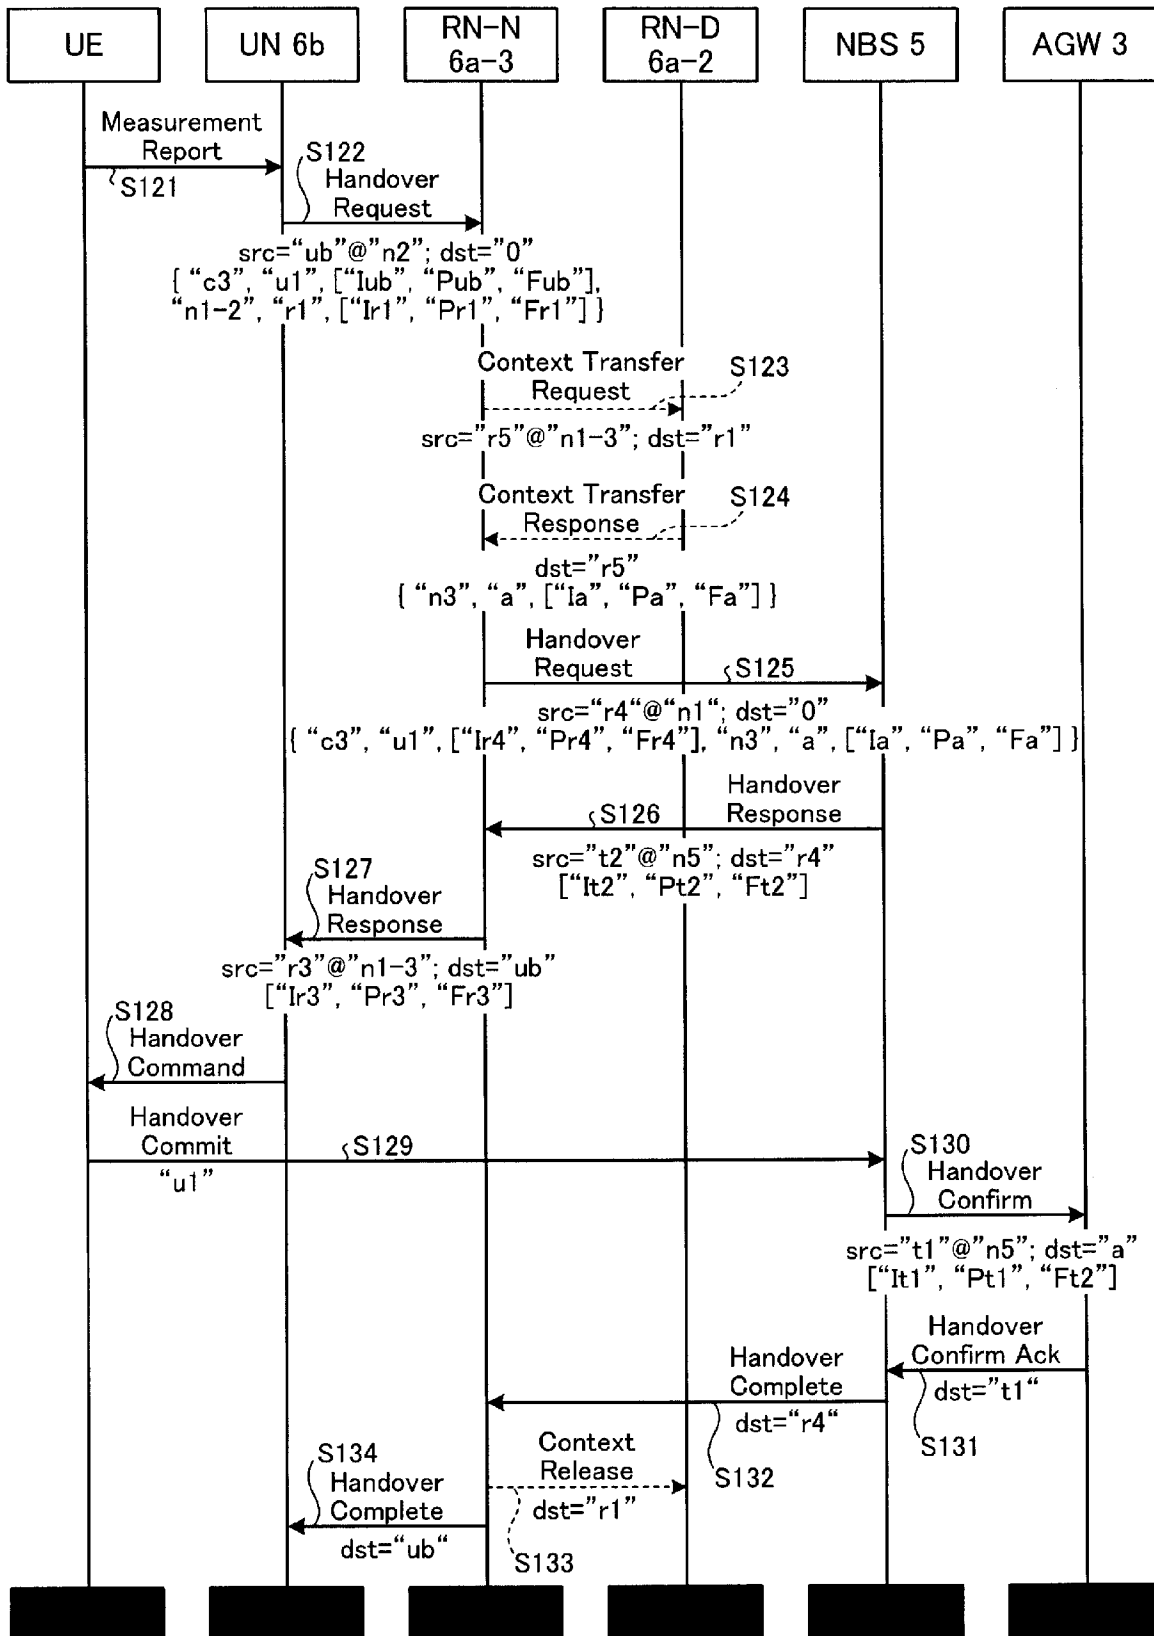 UE
UN 6b
RN-N
6a-3
RN-D
6a-2
NBS 5
AGW 3
Measurement
Report
S121
S122
Handover
Request
src=“ub”@”n2”; dst=”0”
{ “c3”, “u1”, [“Iub”, “Pub”, “Fub”],
“n1-2”, “r1”, [“Ir1”, “Pr1”, “Fr1”] }
Context Transfer
Request
S123
src=”r5”@”n1-3”; dst=”r1”
Context Transfer
Response
S124
dst=”r5”
{ “n3”, “a”, [“Ia”, “Pa”, “Fa”] }
Handover
Request
S125
src=”r4“@”n1“; dst=”0”
{ “c3”, “u1”, [“Ir4”, “Pr4”, “Fr4”], “n3”, “a”, [“Ia”, “Pa”, “Fa”] }
Handover
Response
S126
src=”t2”@”n5”; dst=”r4”
[“It2”, “Pt2”, “Ft2”]
S127
Handover
Response
src=”r3”@”n1-3”; dst=”ub”
[“Ir3”, “Pr3”, “Fr3”]
S128
Handover
Command
Handover
Commit
S129
“u1”
S130
Handover
Confirm
src=”t1”@”n5”; dst=”a”
[“It1”, “Pt1”, “Ft2”]
Handover
Confirm Ack
dst=”t1“
S131
Handover
Complete
dst=”r4“
S132
Context
Release
dst=”r1”
S133
S134
Handover
Complete
dst=“ub“